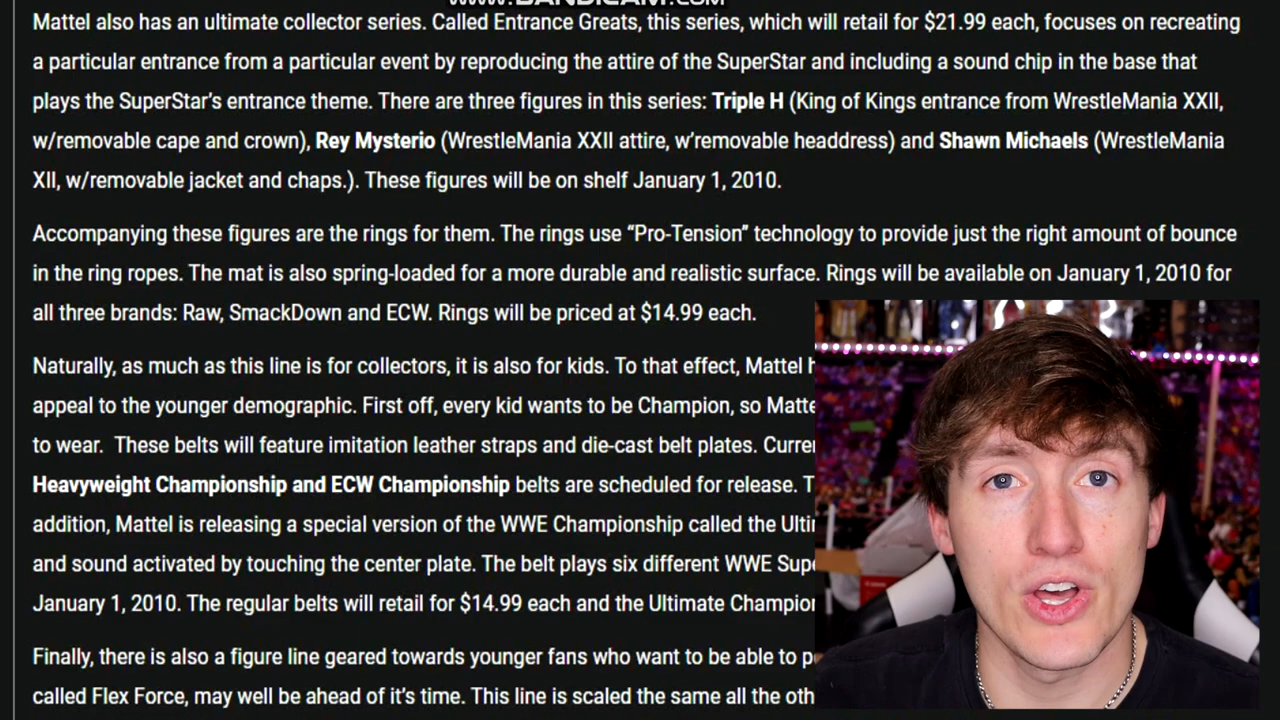 www.BANDICAM.com
Mattel also has an ultimate collector series. Called Entrance Greats, this series, which will retail for $21.99 each, focuses on recreating
a particular entrance from a particular event by reproducing the attire of the SuperStar and including a sound chip in the base that
plays the SuperStar’s entrance theme. There are three figures in this series: Triple H (King of Kings entrance from WrestleMania XXII,
w/removable cape and crown), Rey Mysterio (WrestleMania XXII attire, w’removable headdress) and Shawn Michaels (WrestleMania
XII, w/removable jacket and chaps.). These figures will be on shelf January 1, 2010.
Accompanying these figures are the rings for them. The rings use “Pro-Tension” technology to provide just the right amount of bounce
in the ring ropes. The mat is also spring-loaded for a more durable and realistic surface. Rings will be available on January 1, 2010 for
all three brands: Raw, SmackDown and ECW. Rings will be priced at $14.99 each.
Naturally, as much as this line is for collectors, it is also for kids. To that effect, Mattel
appeal to the younger demographic. First off, every kid wants to be Champion, so
to wear. These belts will feature imitation leather straps and die-cast belt plates.
Heavyweight Championship and ECW Championship belts are scheduled for release.
addition, Mattel is releasing a special version of the WWE Championship called the
and sound activated by touching the center plate. The belt plays six different WWE
January 1, 2010. The regular belts will retail for $14.99 each and the Ultimate
Finally, there is also a figure line geared towards younger fans who want to be able to
called Flex Force, may well be ahead of it’s time. This line is scaled the same all the